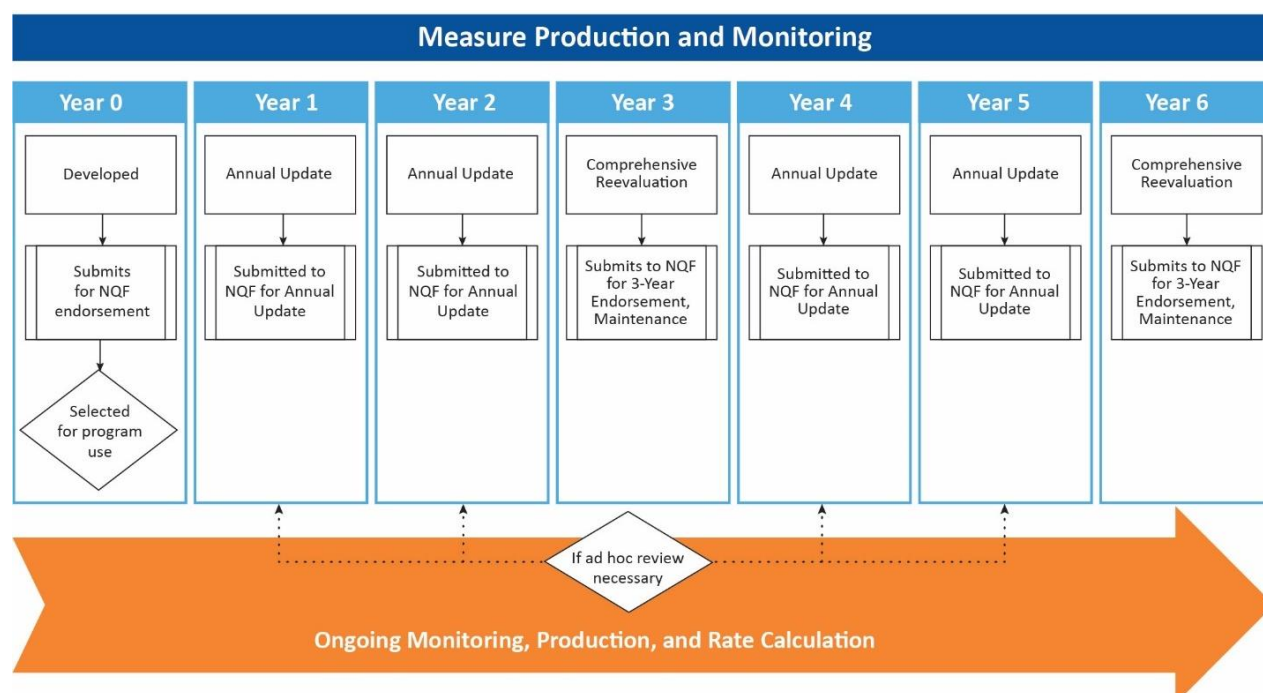 Measure Production and Monitoring
Year 0
Developed
Submits
for NQF
endorsement
Selected
for program
use
Year 1
Annual Update
Submitted to
NQF for Annual
Update
Year 2
Annual Update
Submitted to
NQF for Annual
Update
Year 3
Comprehensive
Reevaluation
Submits to NQF
for 3-Year
Endorsement,
Maintenance
Year 4
Annual Update
Submitted to
NQF for Annual
Update
Year 5
Annual Update
Submitted to
NQF for Annual
Update
Year 6
Comprehensive
Reevaluation
Submits to NQF
for 3-Year
Endorsement,
Maintenance
If ad hoc review
necessary
Ongoing Monitoring, Production, and Rate Calculation